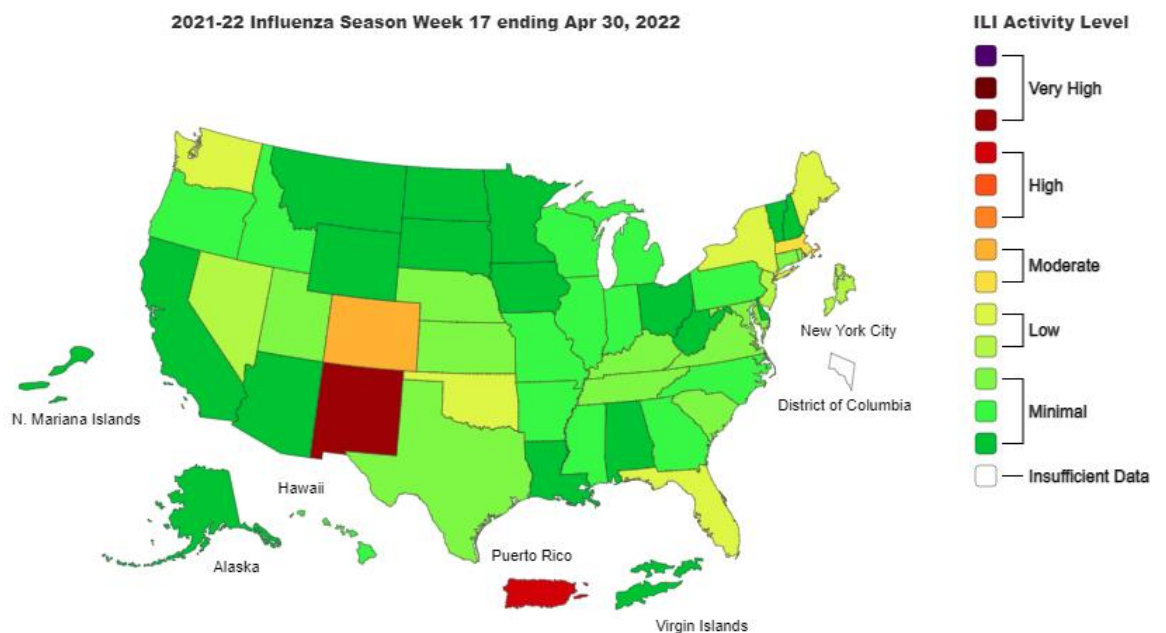 2021-22 Influenza Season Week 17 ending Apr 30, 2022
ILI Activity Level
Very High
High
Moderate
Low
Minimal
Insufficient Data
New York City
District of Columbia
N. Mariana Islands
Hawaii
Alaska
Puerto Rico
Virgin Islands